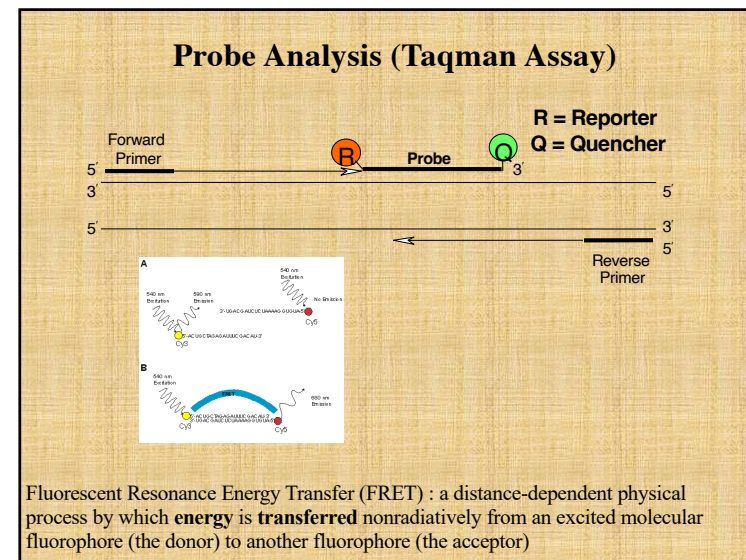 Probe Analysis (Taqman Assay)
R = Reporter
Q = Quencher
Forward
Primer
R
Probe
Q
5′
3′
3′
5′
5′
3′
5′
Reverse
Primer
A
540 nm
Excitation
590 nm
Emission
540 nm
Excitation
No Emission
Cy5
Cy3
B
540 nm
Excitation
FRET
660 nm
Emission
Cy3
Cy5
Fluorescent Resonance Energy Transfer (FRET) : a distance-dependent physical
process by which energy is transferred nonradiatively from an excited molecular
fluorophore (the donor) to another fluorophore (the acceptor)